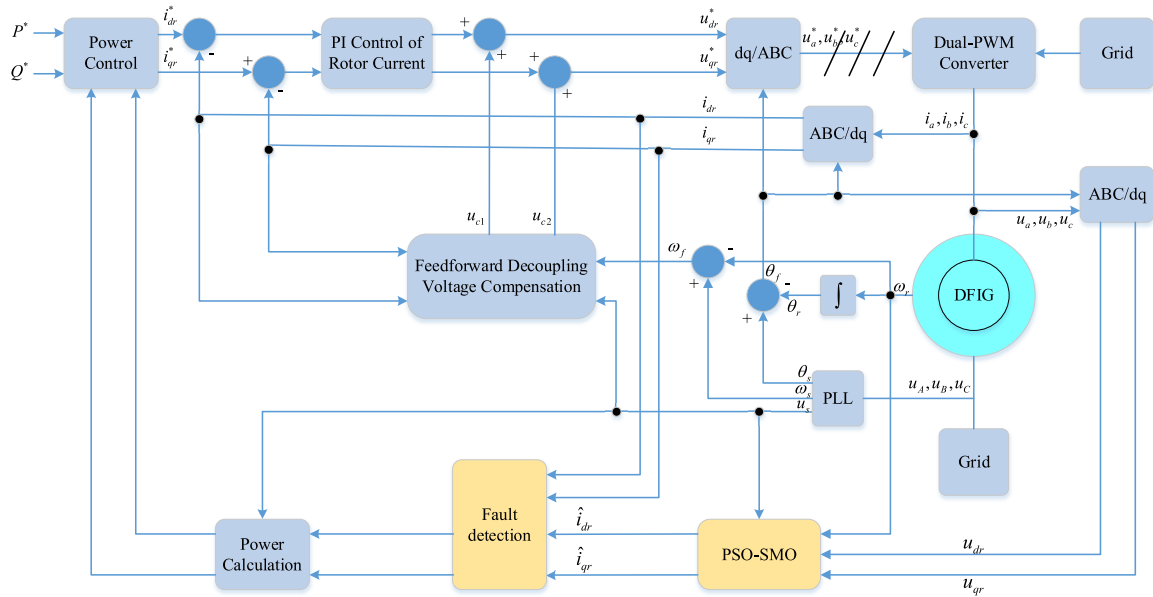 P*
Q*
Power
Control
i*dr
i*qr
-
+
-
PI Control of
Rotor Current
+
+
+
+
u*dr
u*qr
dq/ABC
u*a,u*b,u*c
Dual-PWM
Converter
Grid
idr
iqr
ABC/dq
ia,ib,ic
ABC/dq
ua,ub,uc
uc1
uc2
Feedforward Decoupling
Voltage Compensation
ωf
-
+
θf
-
+
θr
∫
ωr
DFIG
θs
ωs
us
PLL
uA,uB,uC
Grid
Fault
detection
îdr
îqr
Power
Calculation
PSO-SMO
udr
uqr